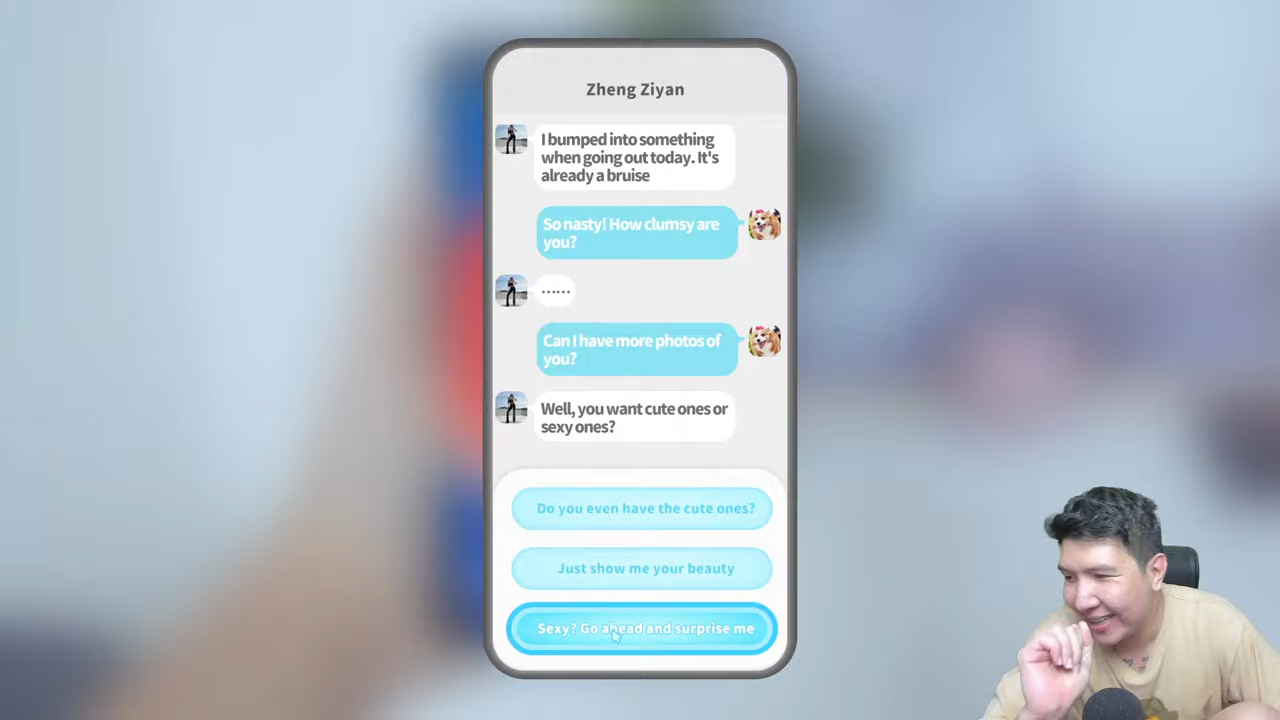 Zheng Ziyan
I bumped into something
when going out today. It's
already a bruise
So nasty! How clumsy are
you?
......
Can I have more photos of
you?
Well, you want cute ones or
sexy ones?
Do you even have the cute ones?
Just show me your beauty
Sexy? Go ahead and surprise me